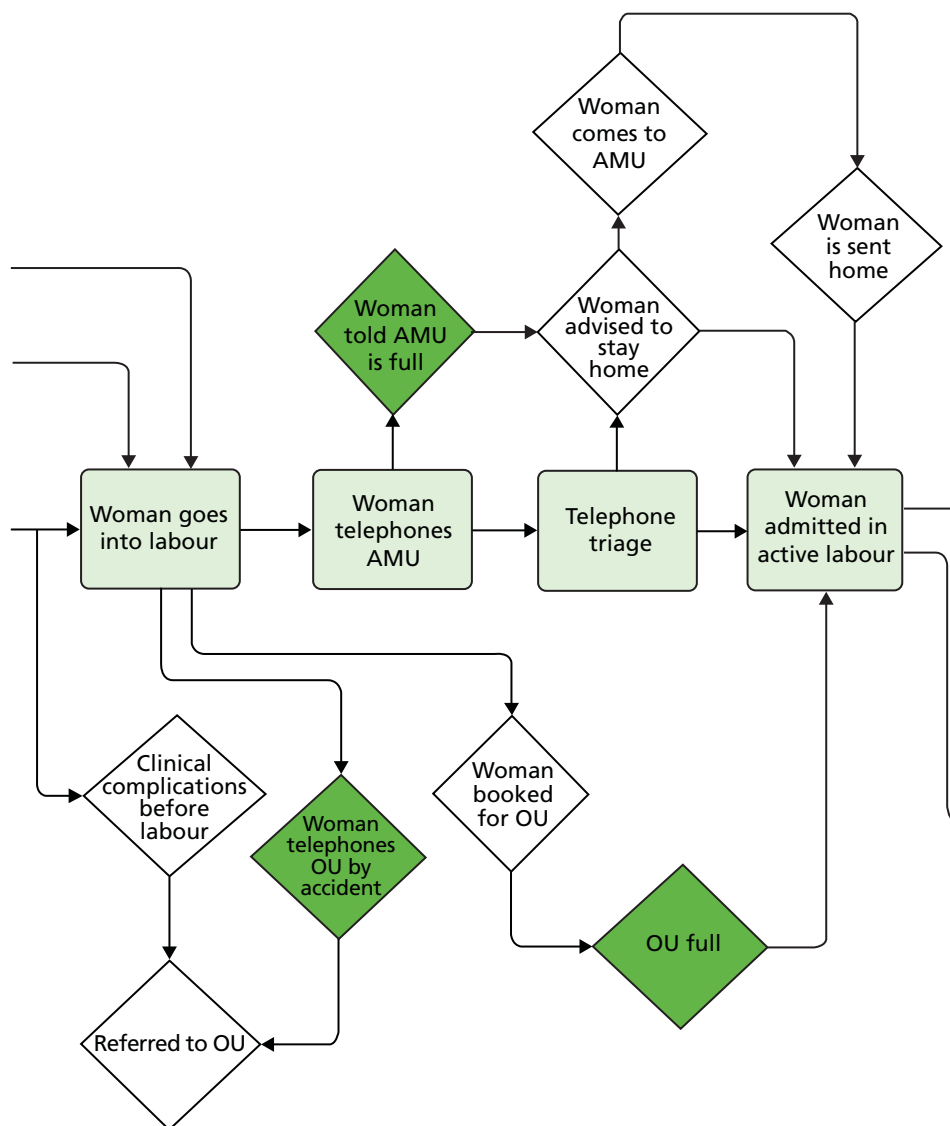 Woman
comes to
AMU
Woman
is sent
home
Woman
told AMU
is full
Woman
advised to
stay
home
Woman goes
into labour
Woman
telephones
AMU
Telephone
triage
Woman
admitted in
active labour
Clinical
complications
before
labour
Woman
telephones
OU by
accident
Woman
booked
for OU
OU full
Referred to OU